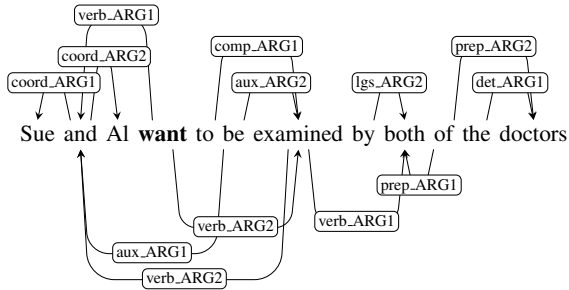 verb_ARG1
coord_ARG2 comp_ARG1 prep_ARG2
coord_ARG1 aux_ARG2 lgs_ARG2 det_ARG1
Sue and Al want to be examined by both of the doctors
prep_ARG1
verb_ARG2 verb_ARG1
aux_ARG1
verb_ARG2